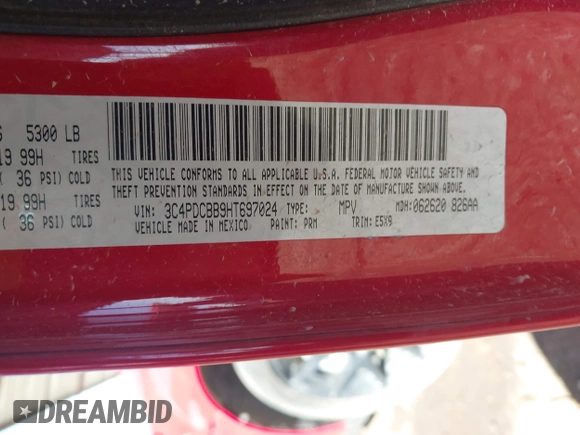 5300 LB
19 99H TIRES
36 PSI) COLD
THIS VEHICLE CONFORMS TO ALL APPLICABLE U.S.A. FEDERAL MOTOR VEHICLE SAFETY AND
THEFT PREVENTION STANDARDS IN EFFECT ON THE DATE OF MANUFACTURE SHOWN ABOVE.
19 99H TIRES
( 36 PSI) COLD
VIN: 3C4PDCBB9HT697024 TYPE: MPV MDH: 062620 826AA
VEHICLE MADE IN MEXICO PAINT: PRM TRIM: E5X9
DREAMBID